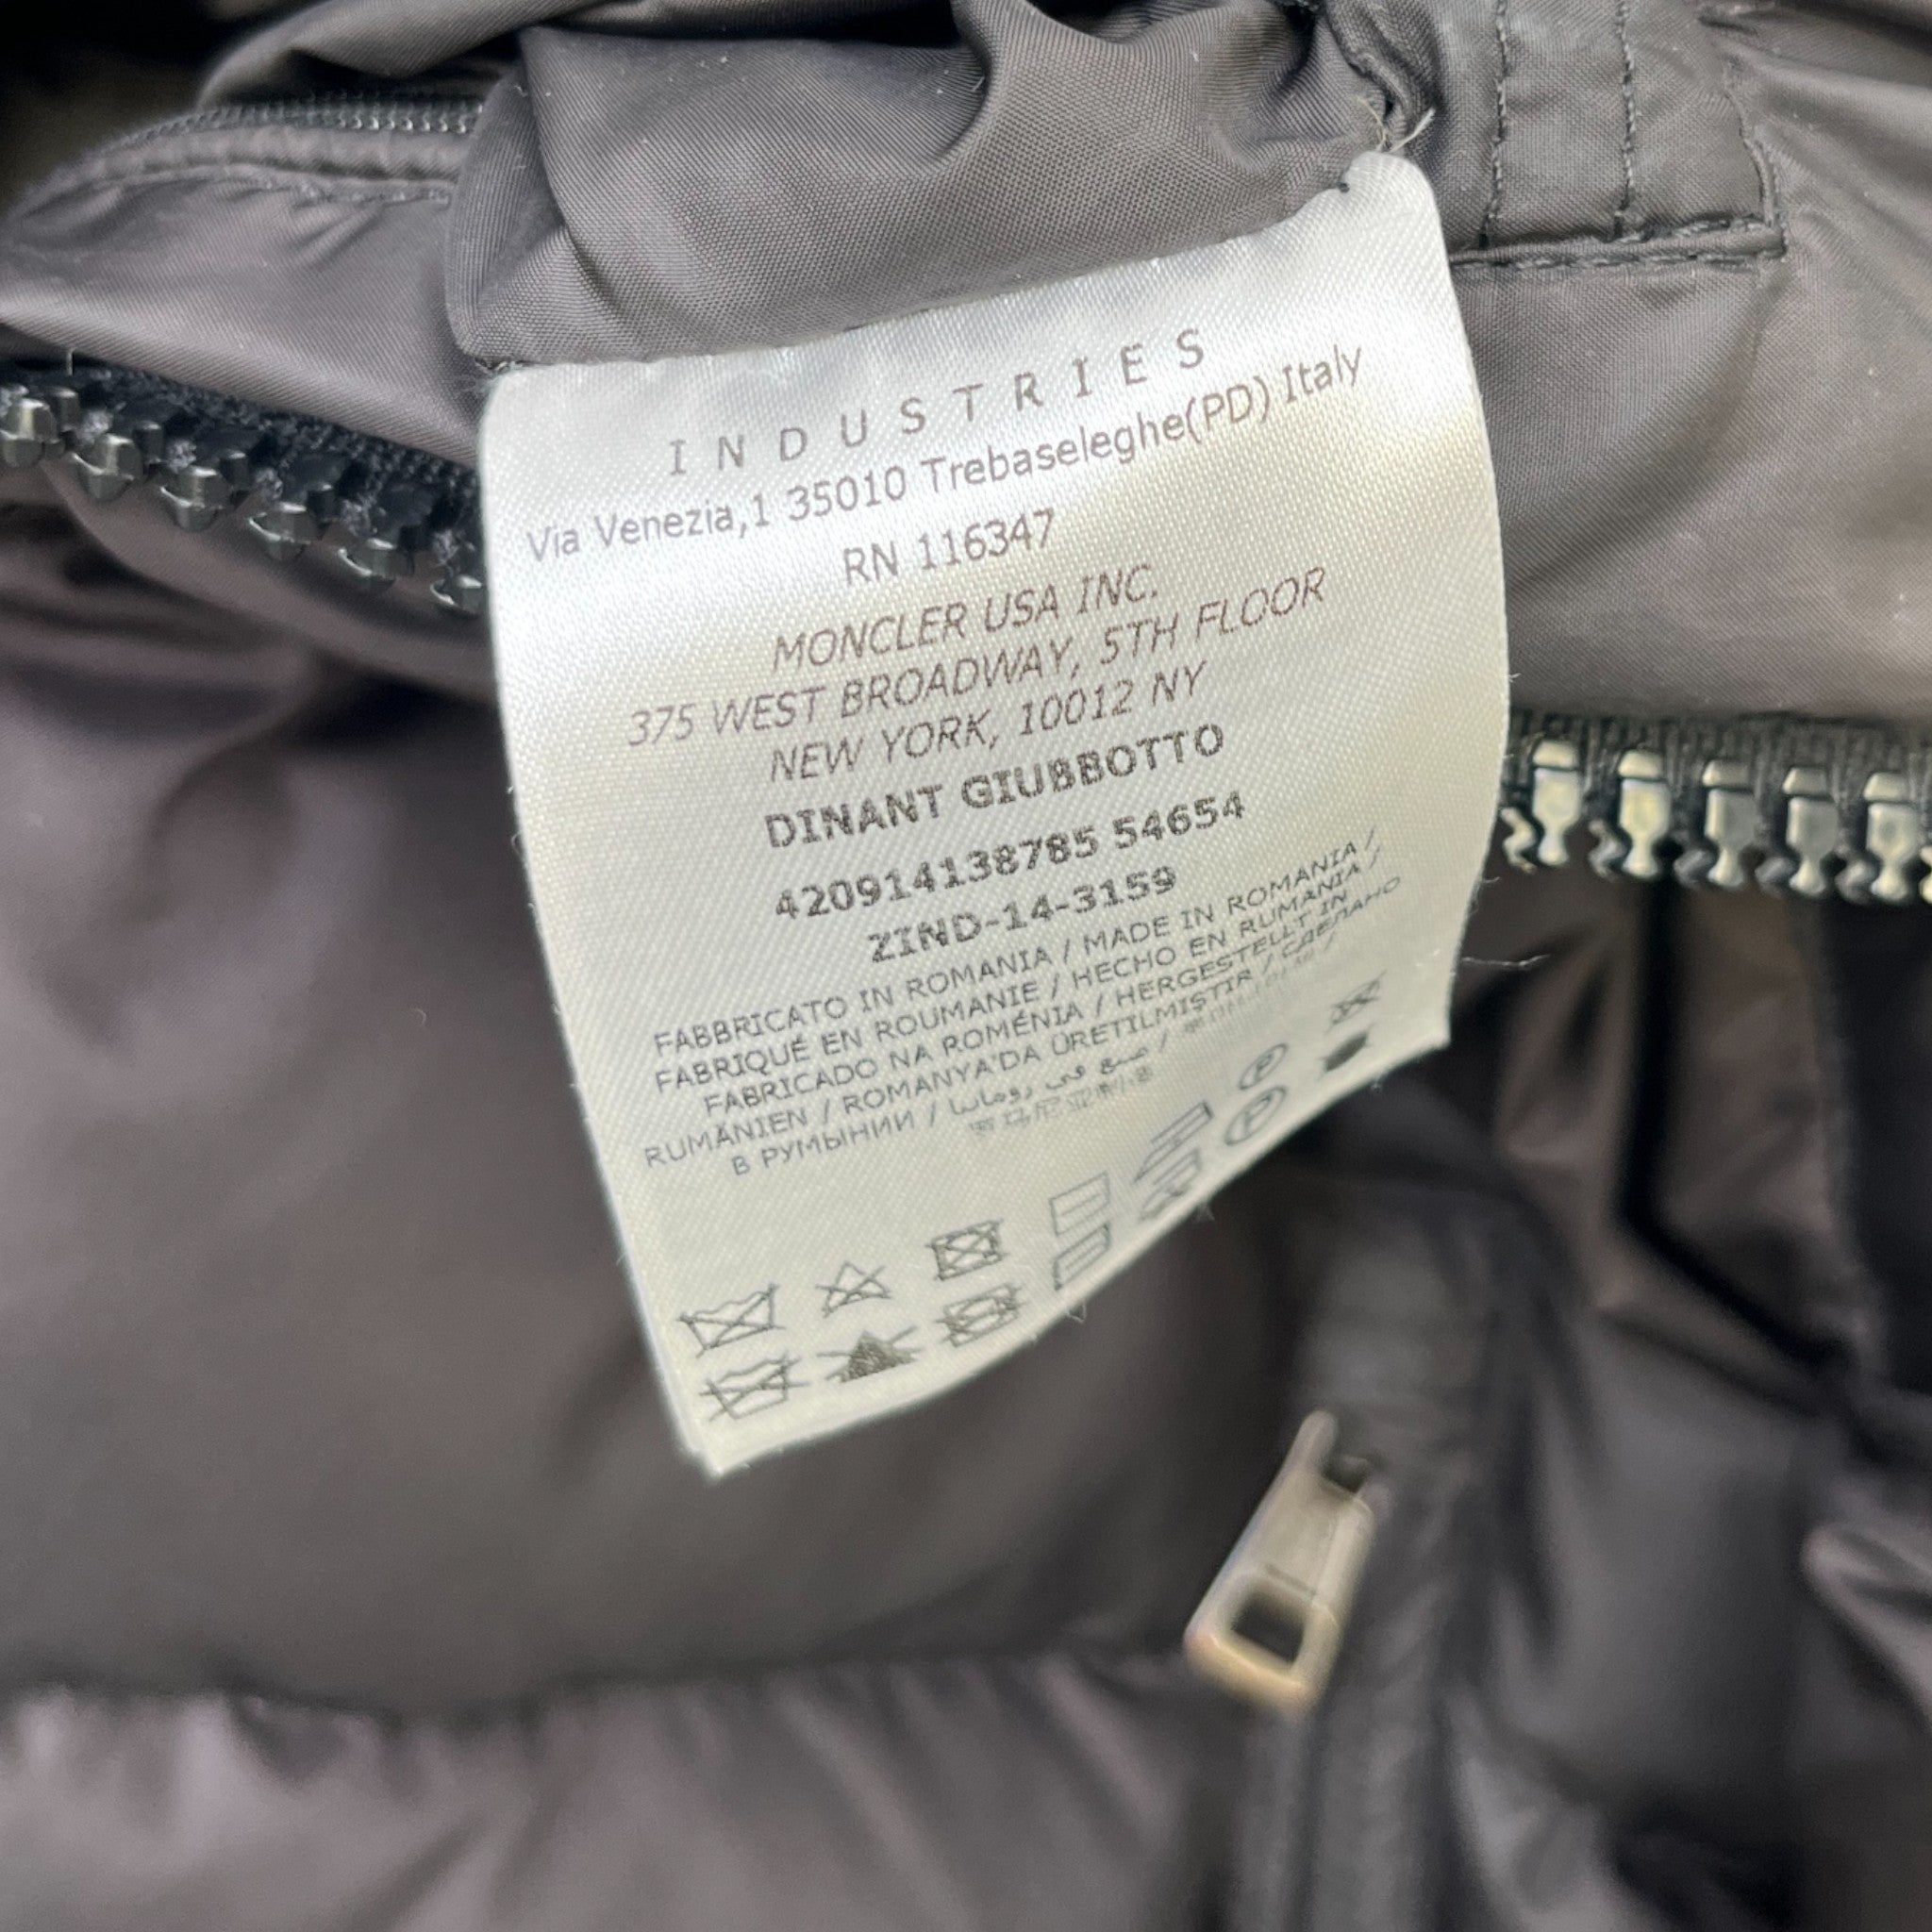 INDUSTRIES
Via Venezia,1 35010 Trebaseleghe(PD) Italy
RN 116347
MONCLER USA INC.
375 WEST BROADWAY, 5TH FLOOR
NEW YORK, 10012 NY
DINANT GIUBBOTTO
420914138785 54654
ZIND-14-3159
FABBRICATO IN ROMANIA / MADE IN ROMANIA /
FABRIQUÉ EN ROUMANIE / HECHO EN RUMANIA /
FABRICADO NA ROMÉNIA / HERGESTELLT IN
RUMÄNIEN / ROMANYA'DA ÜRETILMIŞTIR / СДЕЛАНО
В РУМЫНИИ / صنع في رومانيا /